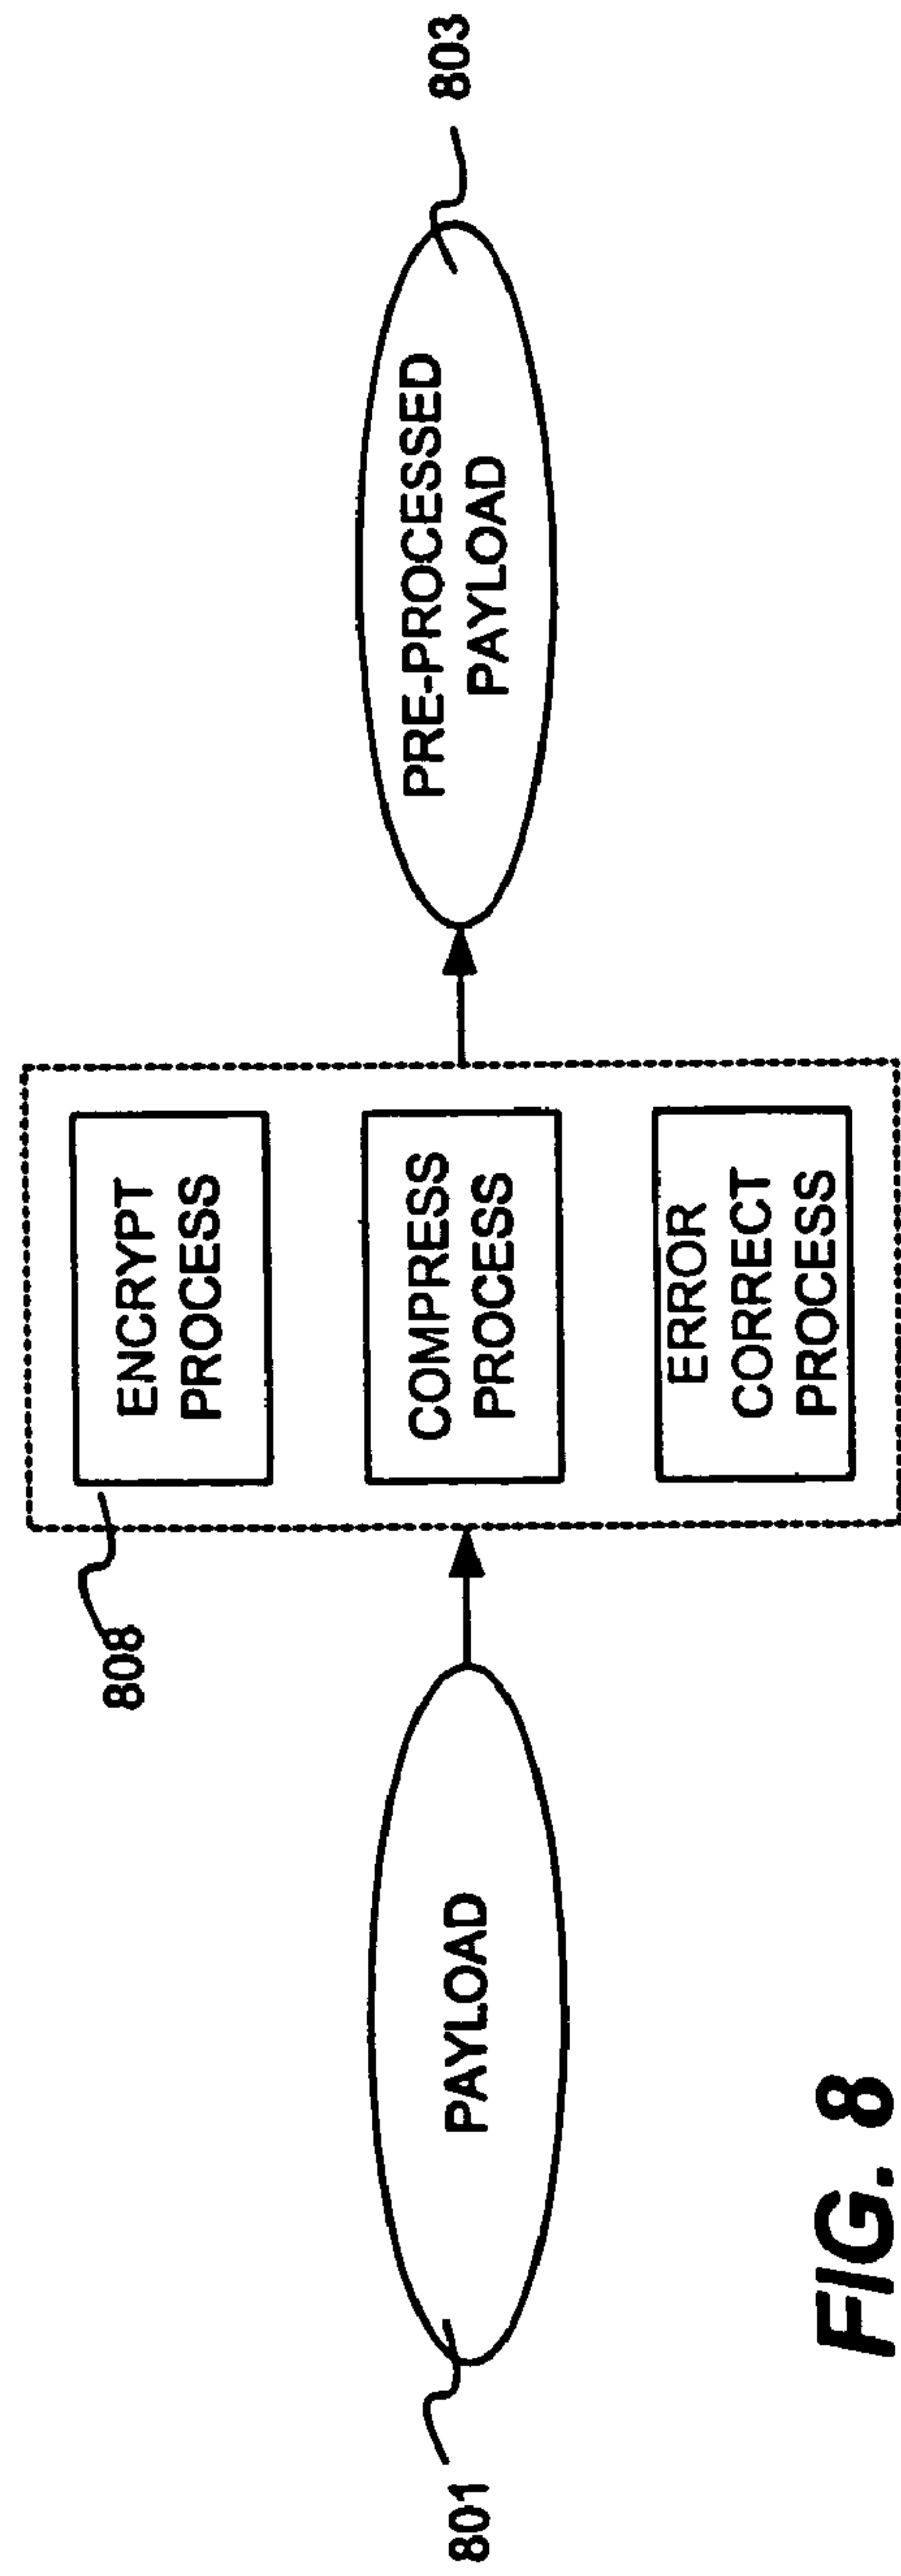 801
PAYLOAD
808
ENCRYPT
PROCESS
COMPRESS
PROCESS
ERROR
CORRECT
PROCESS
PRE-PROCESSED
PAYLOAD
803
FIG. 8